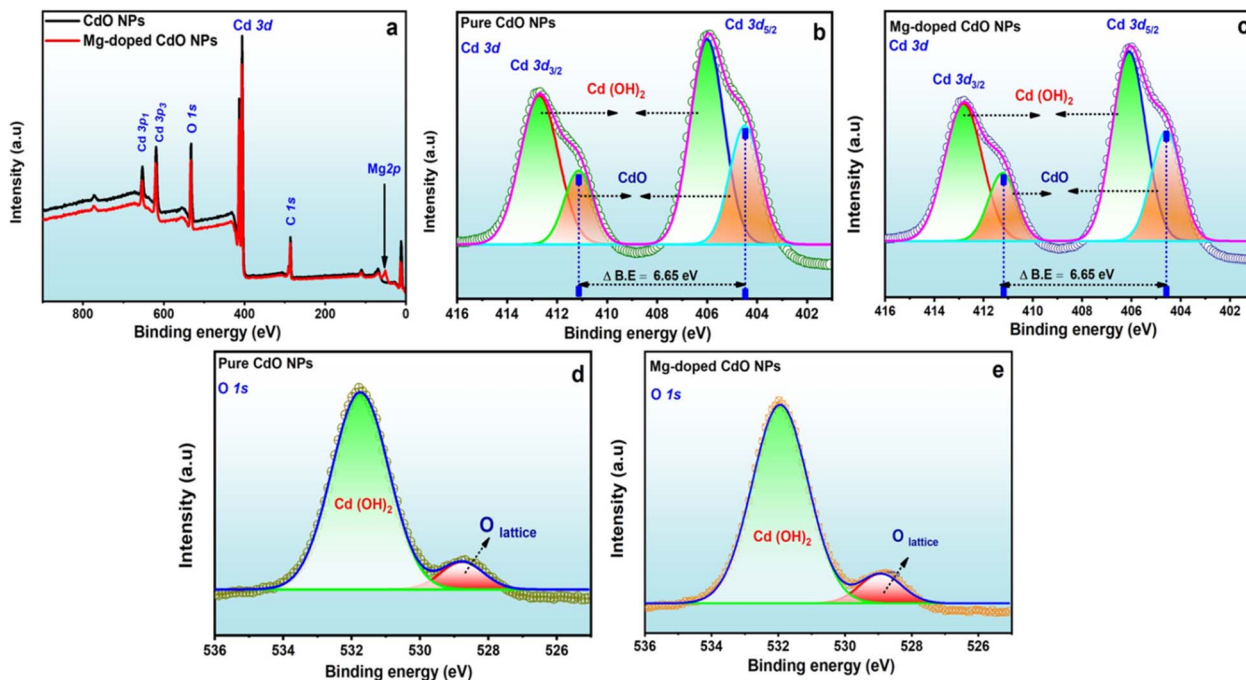 CdO NPs
Mg-doped CdO NPs
a
Cd 3d
Cd 3p1
Cd 3p3
O 1s
C 1s
Mg2p
Intensity (a.u)
800 600 400 200 0
Binding energy (eV)
Pure CdO NPs
b
Cd 3d
Cd 3d5/2
Cd 3d3/2
Cd (OH)2
CdO
Δ B.E = 6.65 eV
Intensity (a.u)
416 414 412 410 408 406 404 402
Binding energy (eV)
Mg-doped CdO NPs
c
Cd 3d
Cd 3d5/2
Cd 3d3/2
Cd (OH)2
CdO
Δ B.E = 6.65 eV
Intensity (a.u)
416 414 412 410 408 406 404 402
Binding energy (eV)
Pure CdO NPs
d
O 1s
Cd (OH)2
O lattice
Intensity (a.u)
536 534 532 530 528 526
Binding energy (eV)
Mg-doped CdO NPs
e
O 1s
Cd (OH)2
O lattice
Intensity (a.u)
536 534 532 530 528 526
Binding energy (eV)